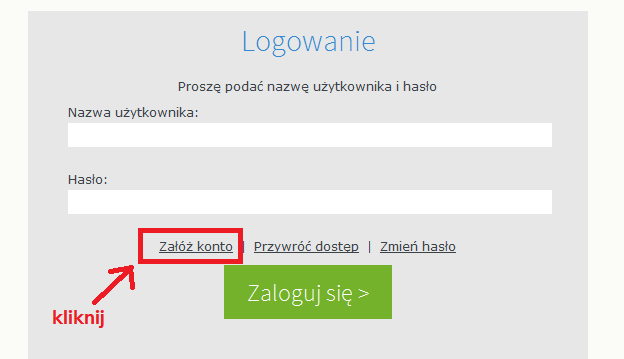 Logowanie
Proszę podać nazwę użytkownika i hasło
Nazwa użytkownika:
Hasło:
Załóż konto | Przywróć dostęp | Zmień hasło
Zaloguj się >
kliknij